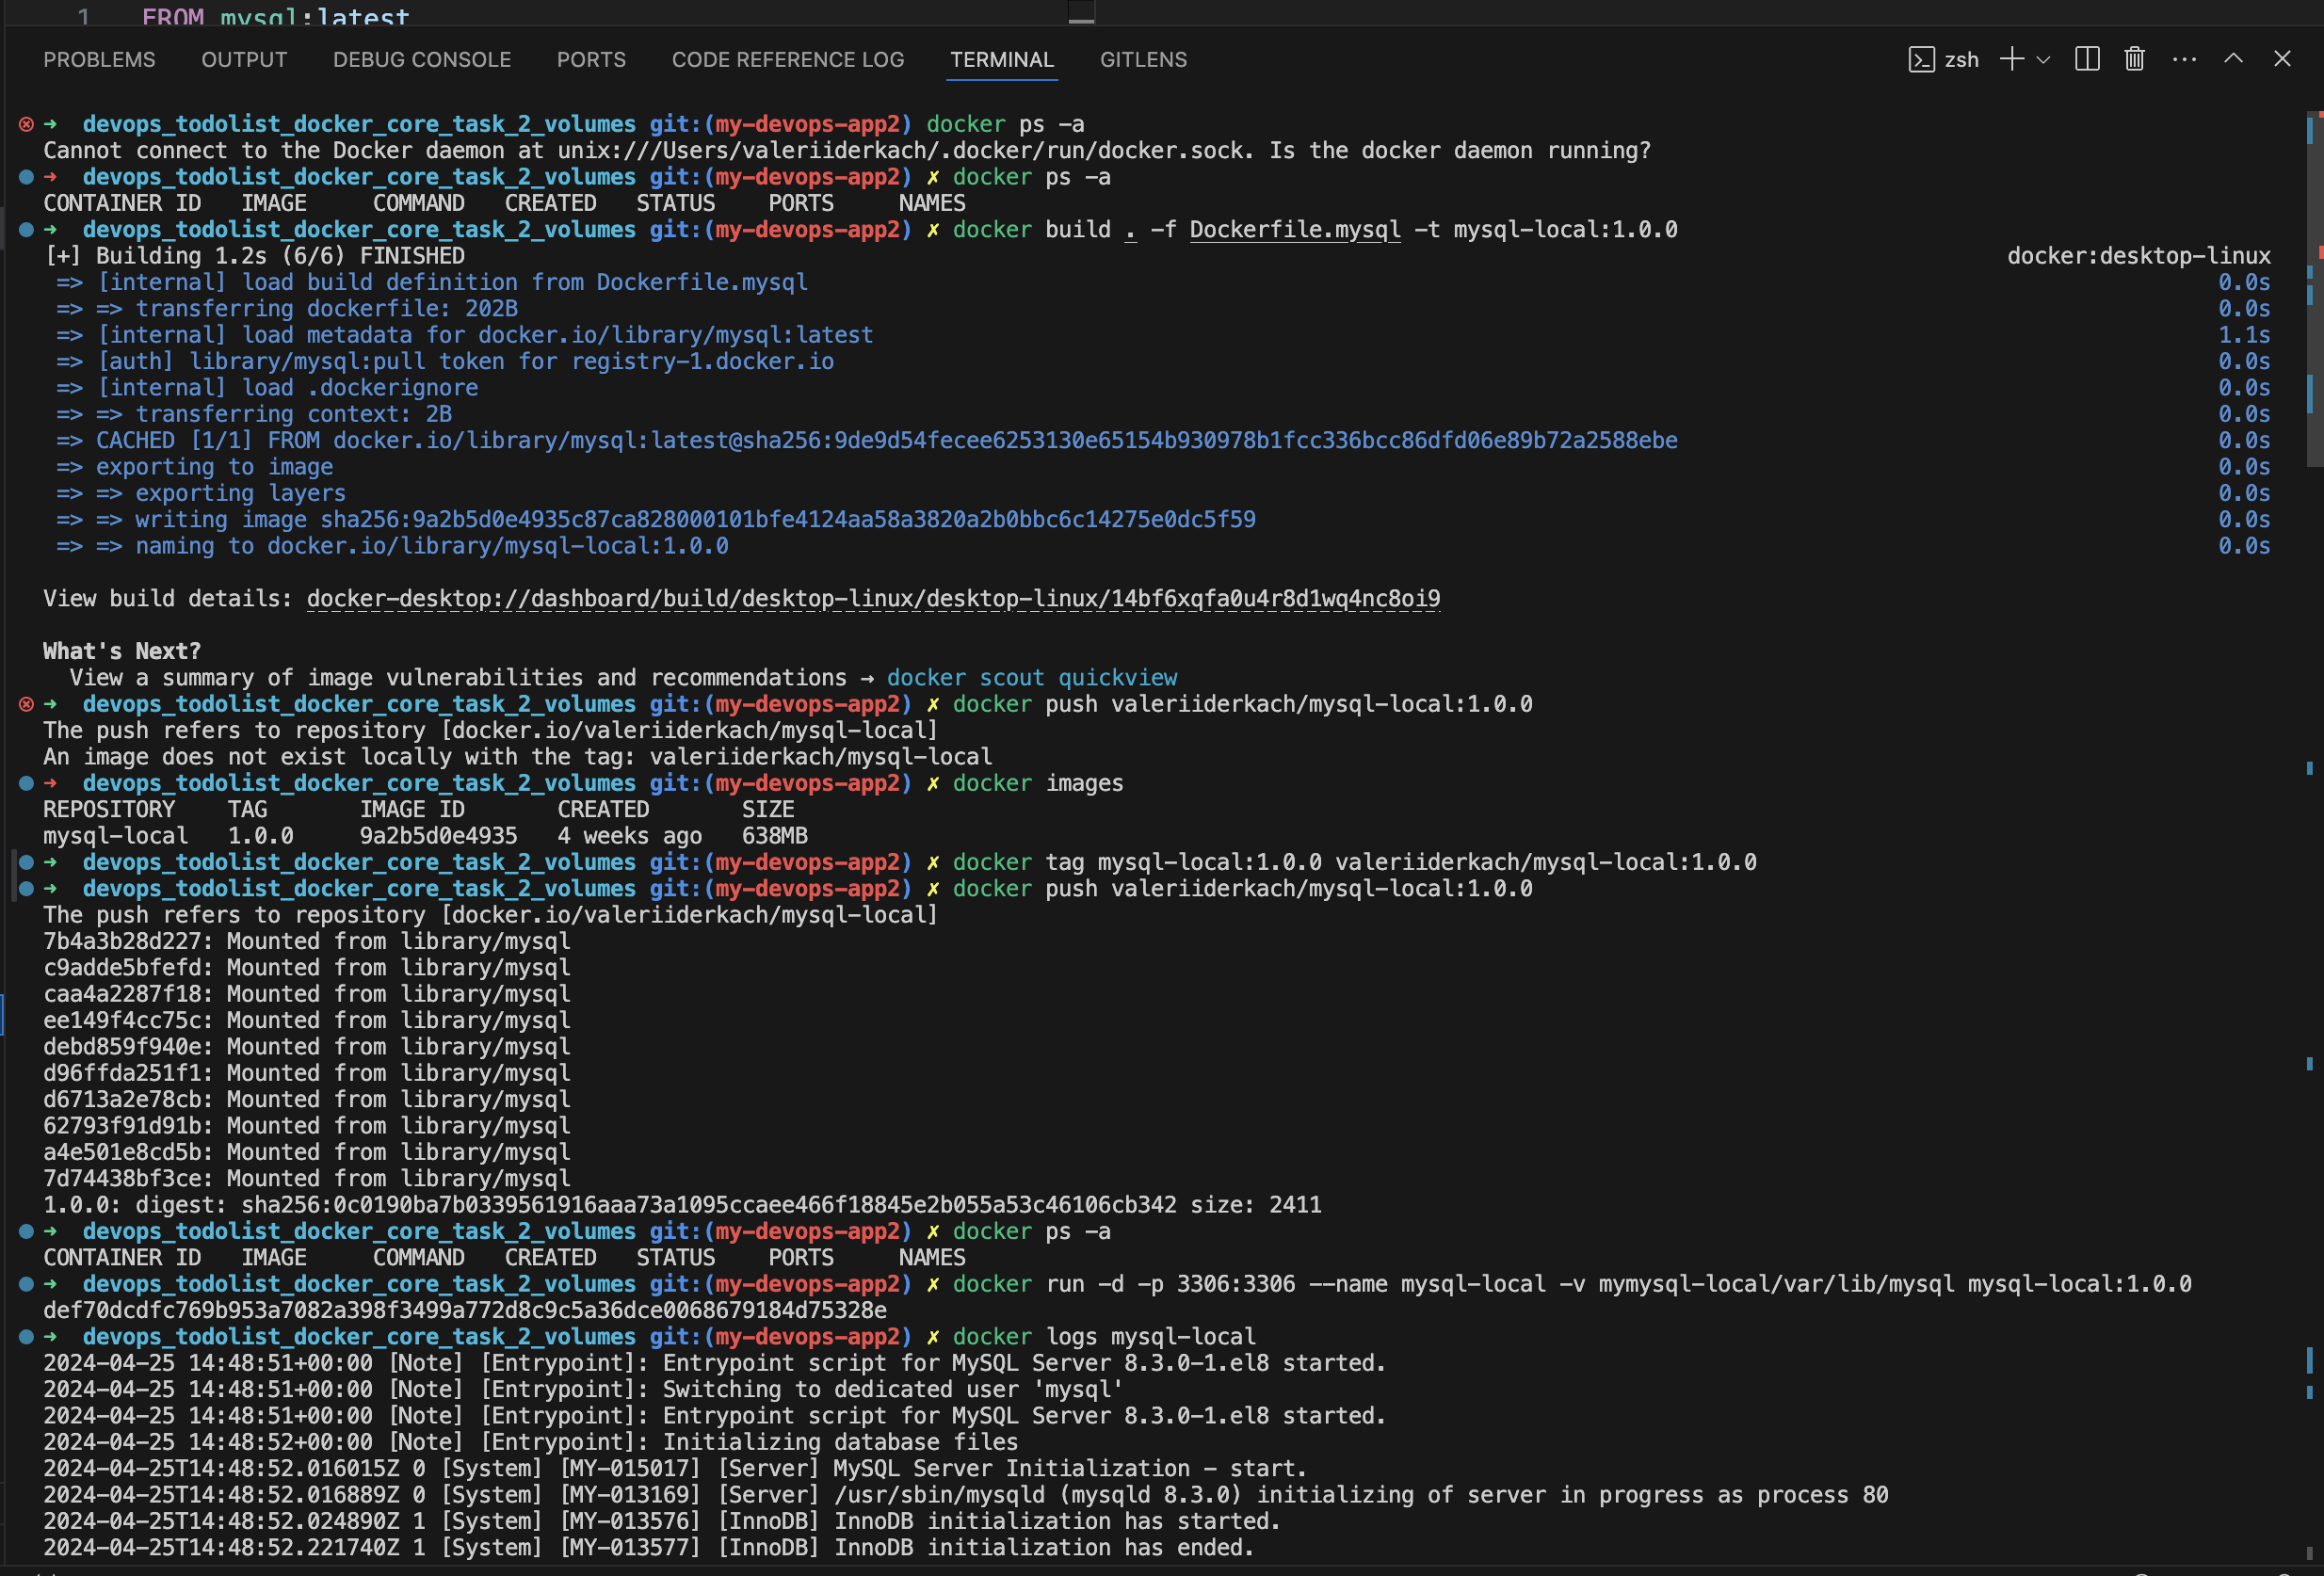 1 FROM mysql:latest
PROBLEMS OUTPUT DEBUG CONSOLE PORTS CODE REFERENCE LOG TERMINAL GITLENS zsh
➜ devops_todolist_docker_core_task_2_volumes git:(my-devops-app2) docker ps -a
Cannot connect to the Docker daemon at unix:///Users/valeriiderkach/.docker/run/docker.sock. Is the docker daemon running?
➜ devops_todolist_docker_core_task_2_volumes git:(my-devops-app2) ✗ docker ps -a
CONTAINER ID IMAGE COMMAND CREATED STATUS PORTS NAMES
➜ devops_todolist_docker_core_task_2_volumes git:(my-devops-app2) ✗ docker build . -f Dockerfile.mysql -t mysql-local:1.0.0
[+] Building 1.2s (6/6) FINISHED docker:desktop-linux
=> [internal] load build definition from Dockerfile.mysql 0.0s
=> => transferring dockerfile: 202B 0.0s
=> [internal] load metadata for docker.io/library/mysql:latest 1.1s
=> [auth] library/mysql:pull token for registry-1.docker.io 0.0s
=> [internal] load .dockerignore 0.0s
=> => transferring context: 2B 0.0s
=> CACHED [1/1] FROM docker.io/library/mysql:latest@sha256:9de9d54fecee6253130e65154b930978b1fcc336bcc86dfd06e89b72a2588ebe 0.0s
=> exporting to image 0.0s
=> => exporting layers 0.0s
=> => writing image sha256:9a2b5d0e4935c87ca828000101bfe4124aa58a3820a2b0bbc6c14275e0dc5f59 0.0s
=> => naming to docker.io/library/mysql-local:1.0.0 0.0s
View build details: docker-desktop://dashboard/build/desktop-linux/desktop-linux/14bf6xqfa0u4r8d1wq4nc8oi9
What's Next?
View a summary of image vulnerabilities and recommendations → docker scout quickview
➜ devops_todolist_docker_core_task_2_volumes git:(my-devops-app2) ✗ docker push valeriiderkach/mysql-local:1.0.0
The push refers to repository [docker.io/valeriiderkach/mysql-local]
An image does not exist locally with the tag: valeriiderkach/mysql-local
➜ devops_todolist_docker_core_task_2_volumes git:(my-devops-app2) ✗ docker images
REPOSITORY TAG IMAGE ID CREATED SIZE
mysql-local 1.0.0 9a2b5d0e4935 4 weeks ago 638MB
➜ devops_todolist_docker_core_task_2_volumes git:(my-devops-app2) ✗ docker tag mysql-local:1.0.0 valeriiderkach/mysql-local:1.0.0
➜ devops_todolist_docker_core_task_2_volumes git:(my-devops-app2) ✗ docker push valeriiderkach/mysql-local:1.0.0
The push refers to repository [docker.io/valeriiderkach/mysql-local]
7b4a3b28d227: Mounted from library/mysql
c9adde5bfefd: Mounted from library/mysql
caa4a2287f18: Mounted from library/mysql
ee149f4cc75c: Mounted from library/mysql
debd859f940e: Mounted from library/mysql
d96ffda251f1: Mounted from library/mysql
d6713a2e78cb: Mounted from library/mysql
62793f91d91b: Mounted from library/mysql
a4e501e8cd5b: Mounted from library/mysql
7d74438bf3ce: Mounted from library/mysql
1.0.0: digest: sha256:0c0190ba7b0339561916aaa73a1095ccaee466f18845e2b055a53c46106cb342 size: 2411
➜ devops_todolist_docker_core_task_2_volumes git:(my-devops-app2) ✗ docker ps -a
CONTAINER ID IMAGE COMMAND CREATED STATUS PORTS NAMES
➜ devops_todolist_docker_core_task_2_volumes git:(my-devops-app2) ✗ docker run -d -p 3306:3306 --name mysql-local -v mymysql-local/var/lib/mysql mysql-local:1.0.0
def70dcdfc769b953a7082a398f3499a772d8c9c5a36dce0068679184d75328e
➜ devops_todolist_docker_core_task_2_volumes git:(my-devops-app2) ✗ docker logs mysql-local
2024-04-25 14:48:51+00:00 [Note] [Entrypoint]: Entrypoint script for MySQL Server 8.3.0-1.el8 started.
2024-04-25 14:48:51+00:00 [Note] [Entrypoint]: Switching to dedicated user 'mysql'
2024-04-25 14:48:51+00:00 [Note] [Entrypoint]: Entrypoint script for MySQL Server 8.3.0-1.el8 started.
2024-04-25 14:48:52+00:00 [Note] [Entrypoint]: Initializing database files
2024-04-25T14:48:52.016015Z 0 [System] [MY-015017] [Server] MySQL Server Initialization - start.
2024-04-25T14:48:52.016889Z 0 [System] [MY-013169] [Server] /usr/sbin/mysqld (mysqld 8.3.0) initializing of server in progress as process 80
2024-04-25T14:48:52.024890Z 1 [System] [MY-013576] [InnoDB] InnoDB initialization has started.
2024-04-25T14:48:52.221740Z 1 [System] [MY-013577] [InnoDB] InnoDB initialization has ended.